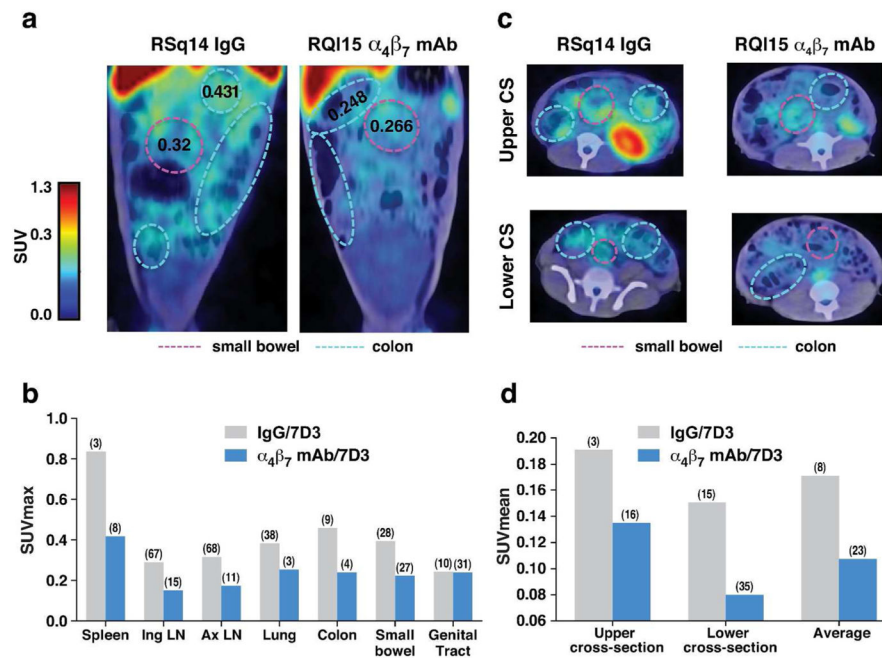 a
RSq14 IgG
RQl15 α4β7 mAb
0.431
0.32
0.248
0.266
1.3
0.3
0.0
SUV
small bowel
colon
c
RSq14 IgG
RQl15 α4β7 mAb
Upper CS
Lower CS
small bowel
colon
b
IgG/7D3
α4β7 mAb/7D3
SUVmax
1.0
0.8
0.6
0.4
0.2
0.0
(3)
(8)
(67)
(15)
(68)
(11)
(38)
(3)
(9)
(4)
(28)
(27)
(10)
(31)
Spleen
Ing LN
Ax LN
Lung
Colon
Small
bowel
Genital
Tract
d
IgG/7D3
α4β7 mAb/7D3
SUVmean
0.20
0.18
0.16
0.14
0.12
0.10
0.08
0.06
(3)
(16)
(15)
(35)
(8)
(23)
Upper
cross-section
Lower
cross-section
Average